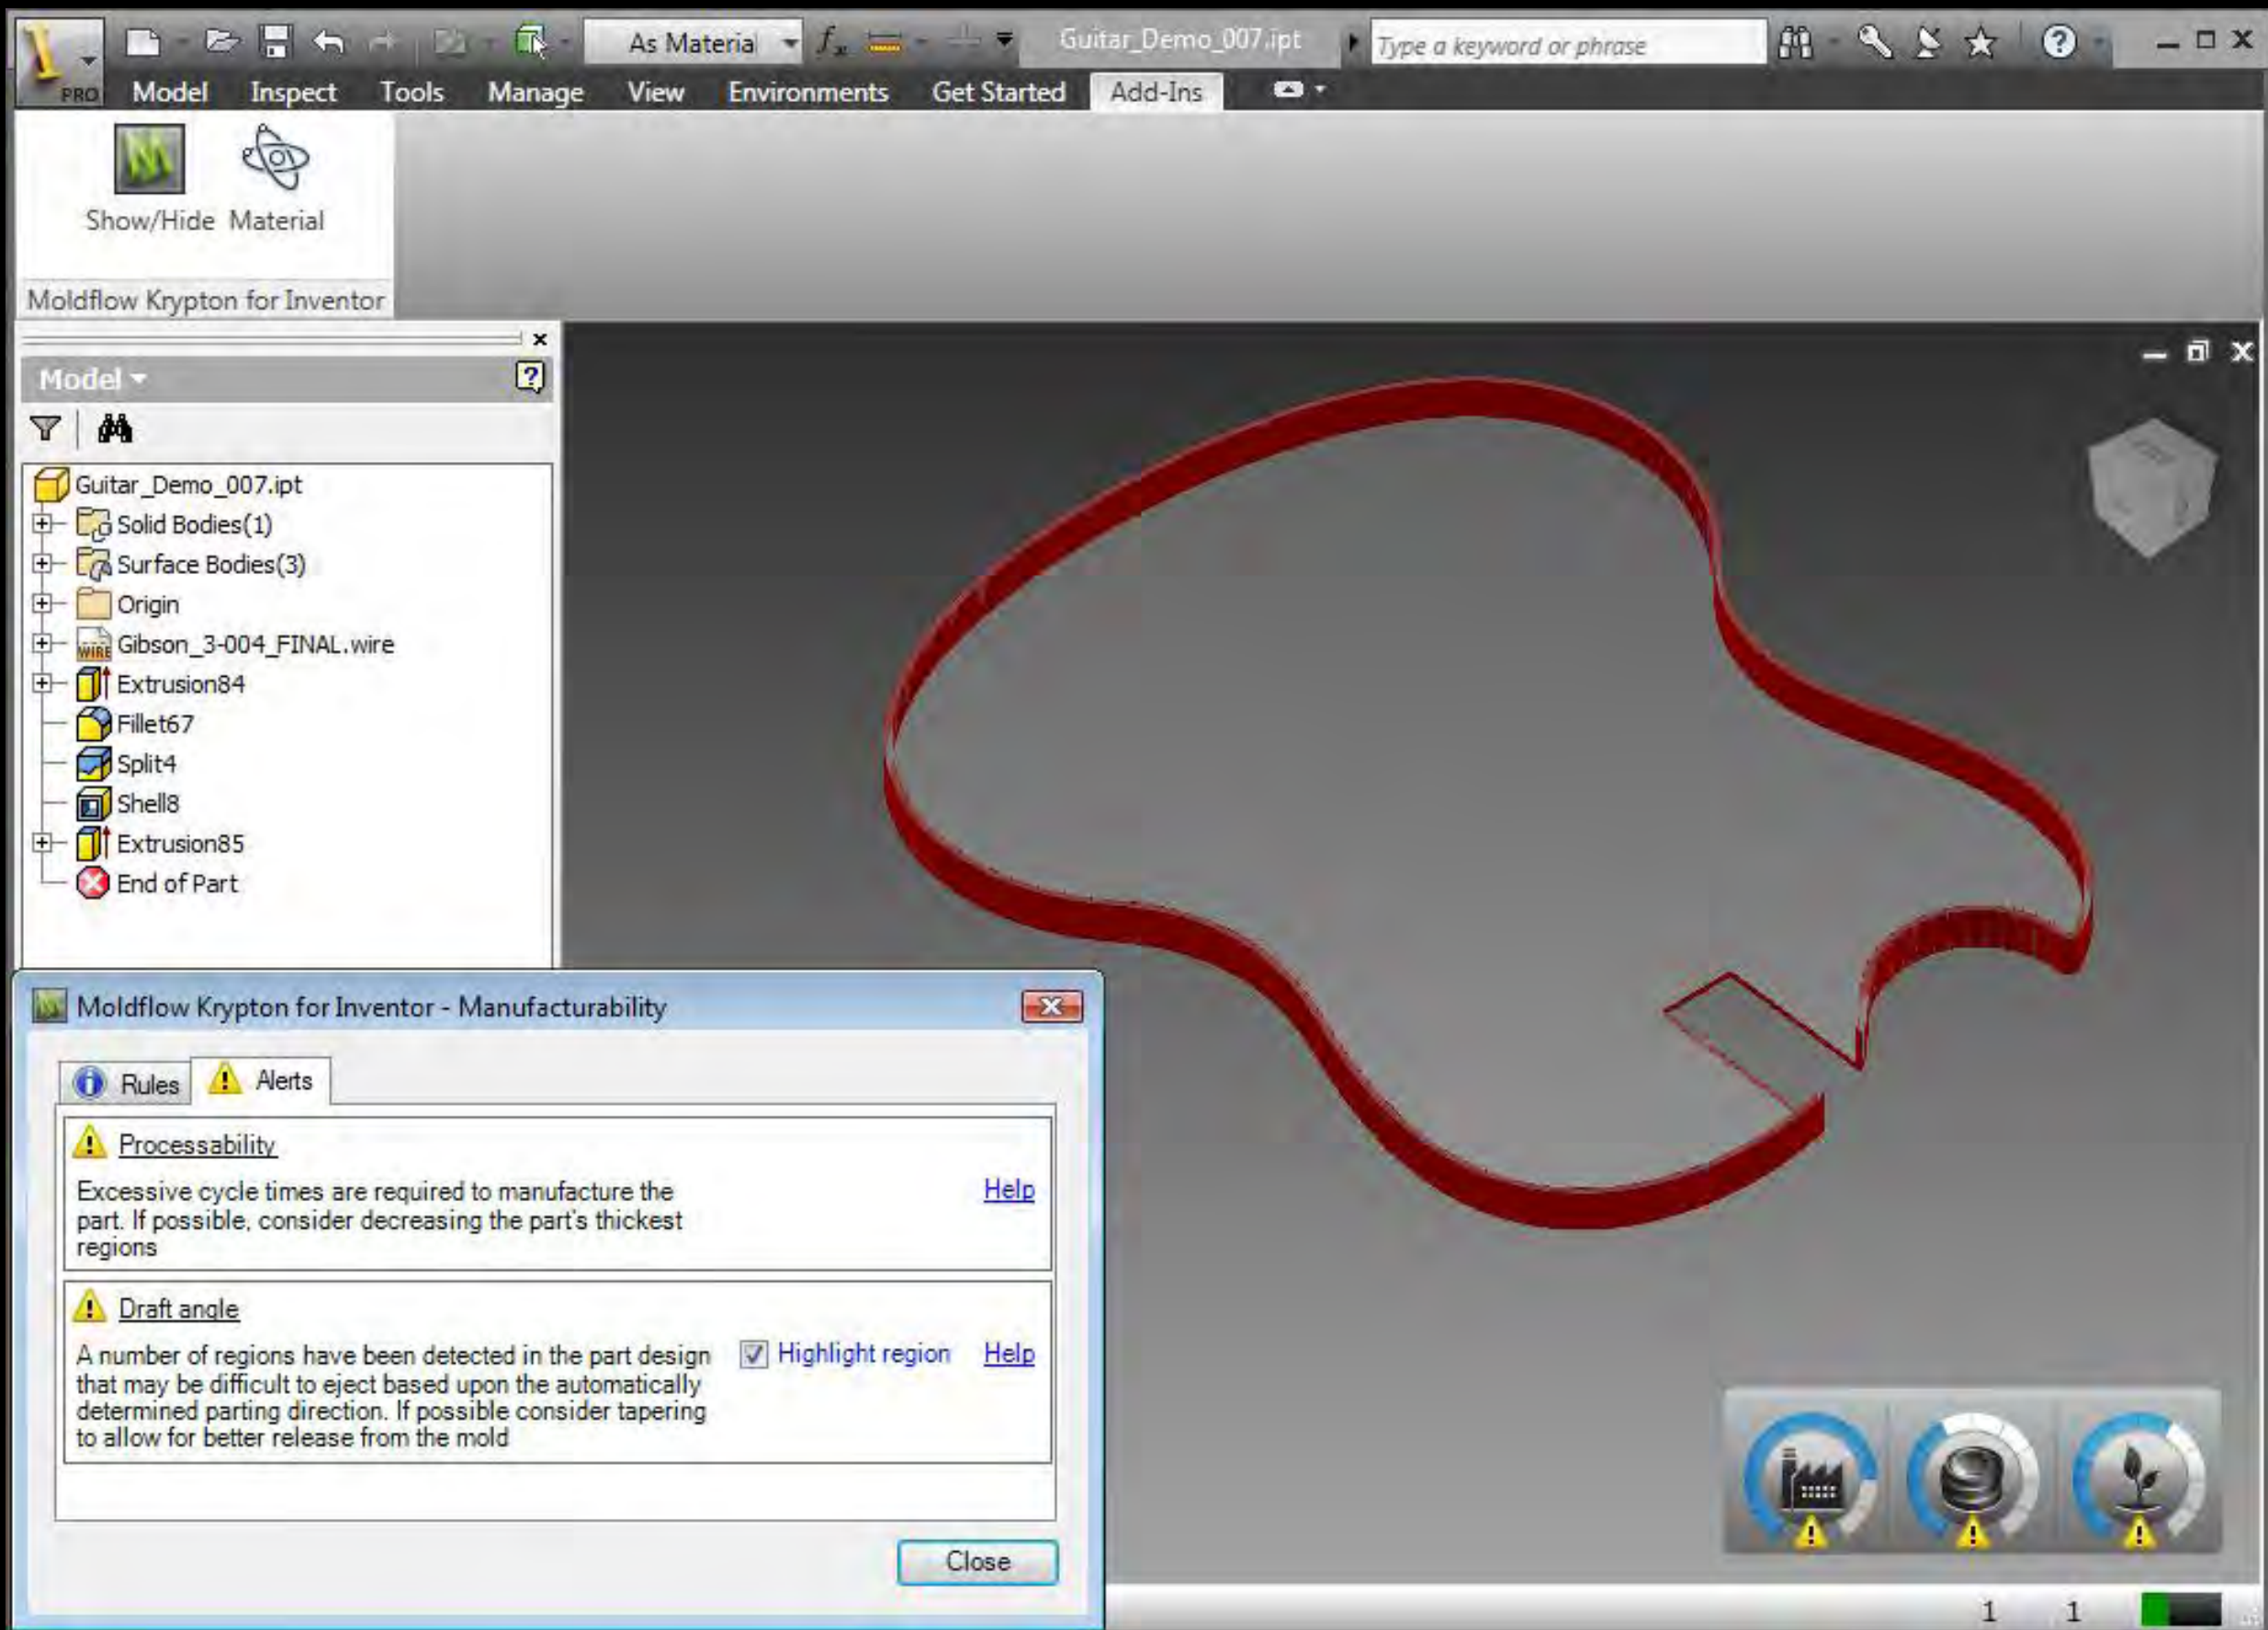 As Material
fx
Guitar_Demo_007.ipt
Type a keyword or phrase
PRO
Model Inspect Tools Manage View Environments Get Started Add-Ins
Show/Hide Material
Moldflow Krypton for Inventor
Model
Guitar_Demo_007.ipt
Solid Bodies(1)
Surface Bodies(3)
Origin
WIRE
Gibson_3-004_FINAL.wire
Extrusion84
Fillet67
Split4
Shell8
Extrusion85
End of Part
Moldflow Krypton for Inventor - Manufacturability
Rules Alerts
Processability
Excessive cycle times are required to manufacture the
part. If possible, consider decreasing the part's thickest
regions
Help
Draft angle
A number of regions have been detected in the part design
that may be difficult to eject based upon the automatically
determined parting direction. If possible consider tapering
to allow for better release from the mold
Highlight region Help
Close
1 1